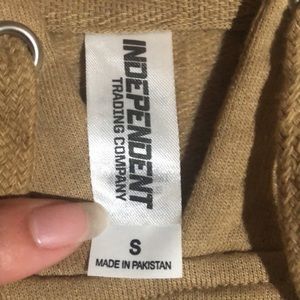 INDEPENDENT
TRADING COMPANY
S
MADE IN PAKISTAN